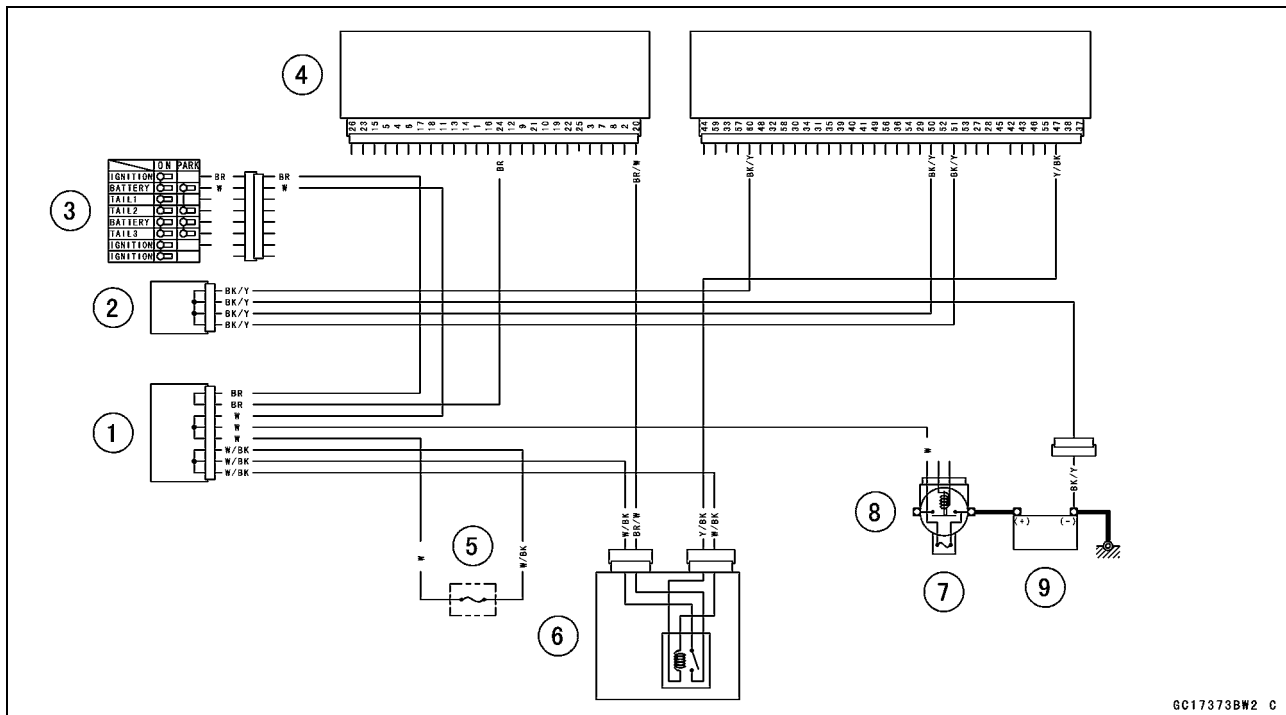 4
26 23 15 5 4 6 17 18 11 13 14 1 16 24 12 9 21 10 19 22 25 3 7 8 2 20
44 59 33 57 60 48 32 58 30 34 31 35 39 40 41 49 56 36 54 29 50 52 51 53 27 28 45 42 43 46 55 47 38 37
BR
BR/W
BK/Y
BK/Y
BK/Y
Y/BK
3
ON PARK
IGNITION
BATTERY
TAIL1
TAIL2
BATTERY
TAIL3
IGNITION
IGNITION
BR BR
W W
2
BK/Y
BK/Y
BK/Y
BK/Y
1
BR
BR
W
W
W
W/BK
W/BK
W/BK
W
BK/Y
8
(+) (-)
7
9
W
5
W/BK
W/BK
BR/W
Y/BK
W/BK
6
GC17373BW2 C